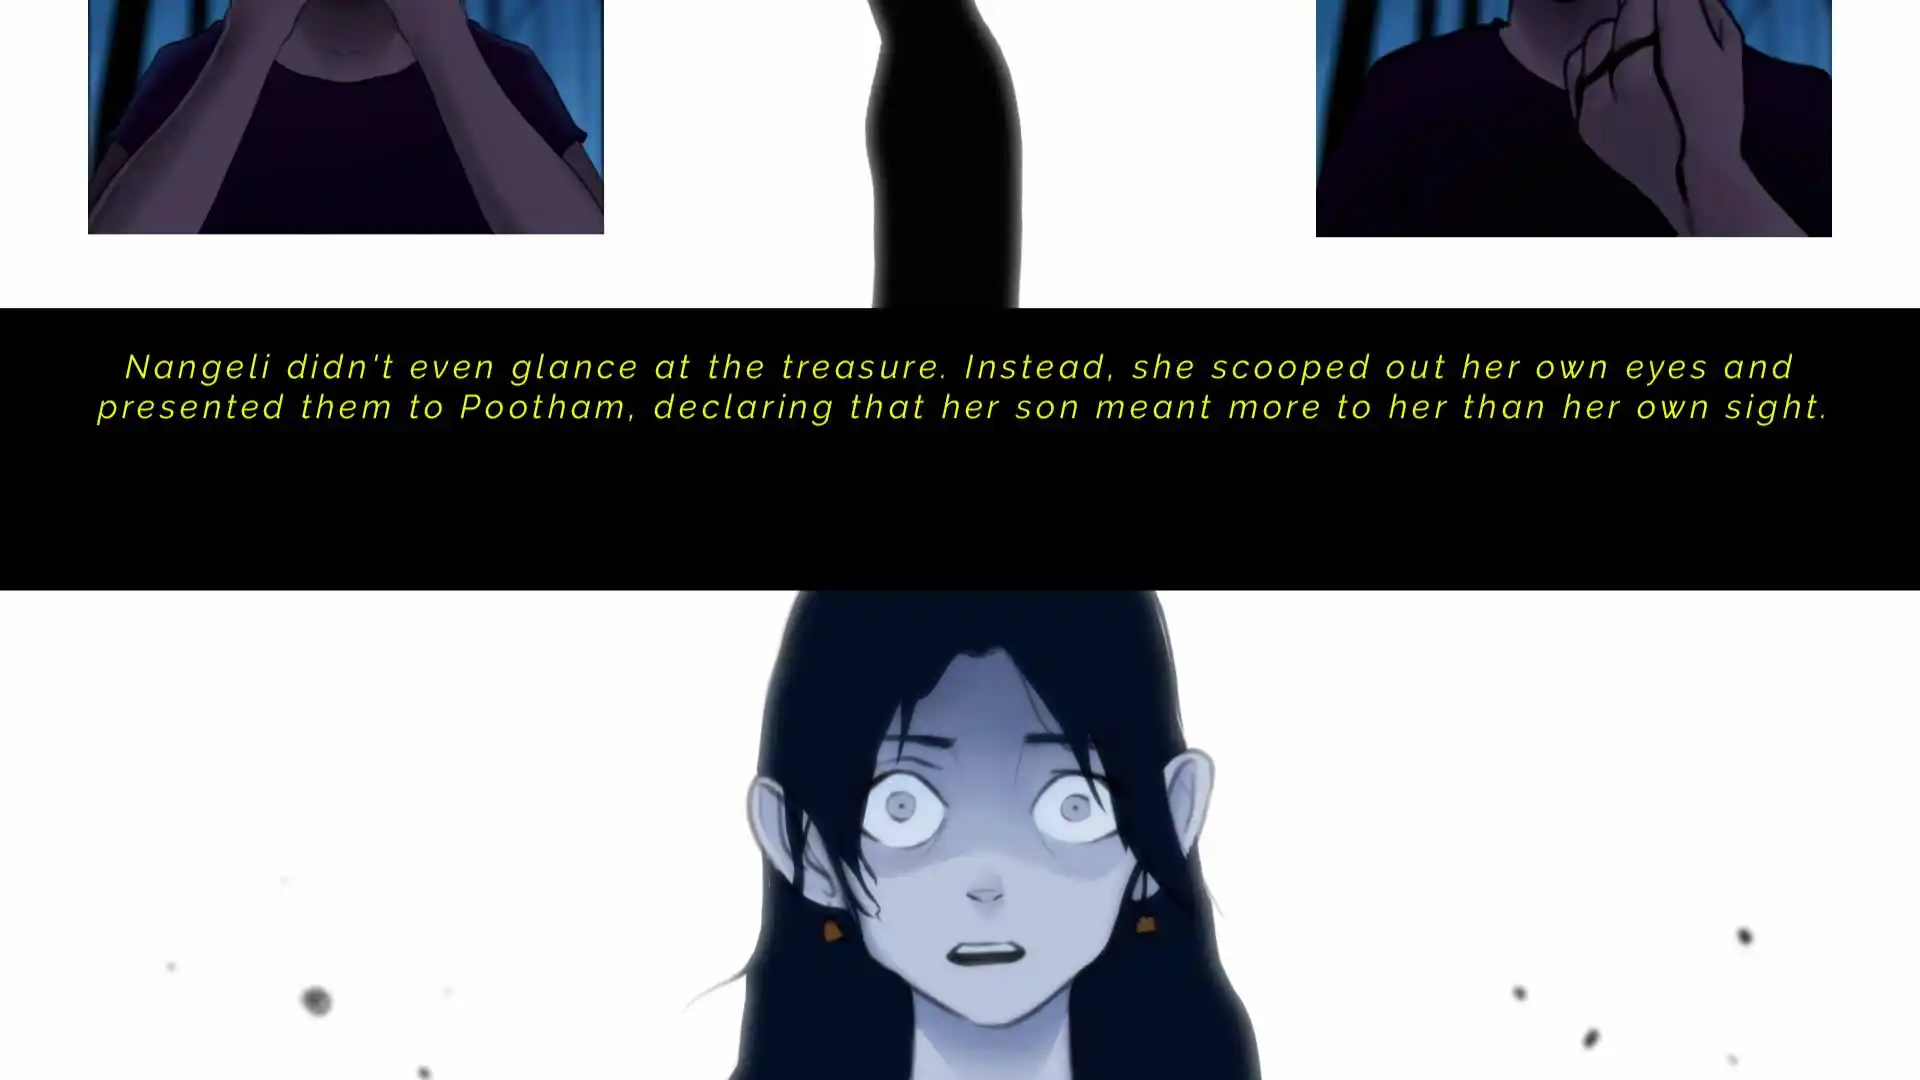 Nangeli didn't even glance at the treasure. Instead, she scooped out her own eyes and
presented them to Pootham, declaring that her son meant more to her than her own sight.